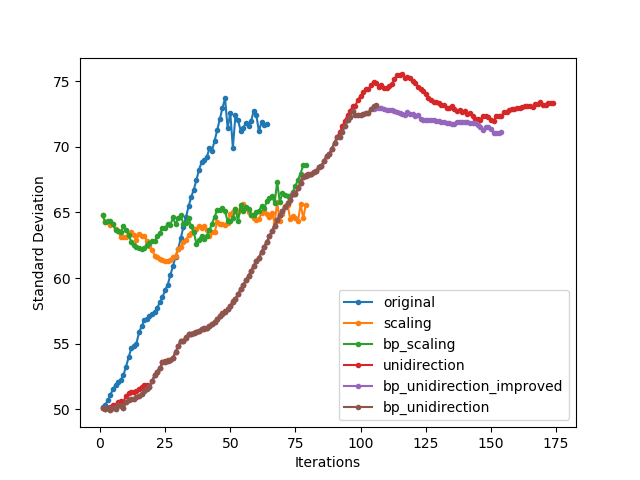 75
70
65
60
55
50
Standard Deviation
0 25 50 75 100 125 150 175
Iterations
original
scaling
bp_scaling
unidirection
bp_unidirection_improved
bp_unidirection